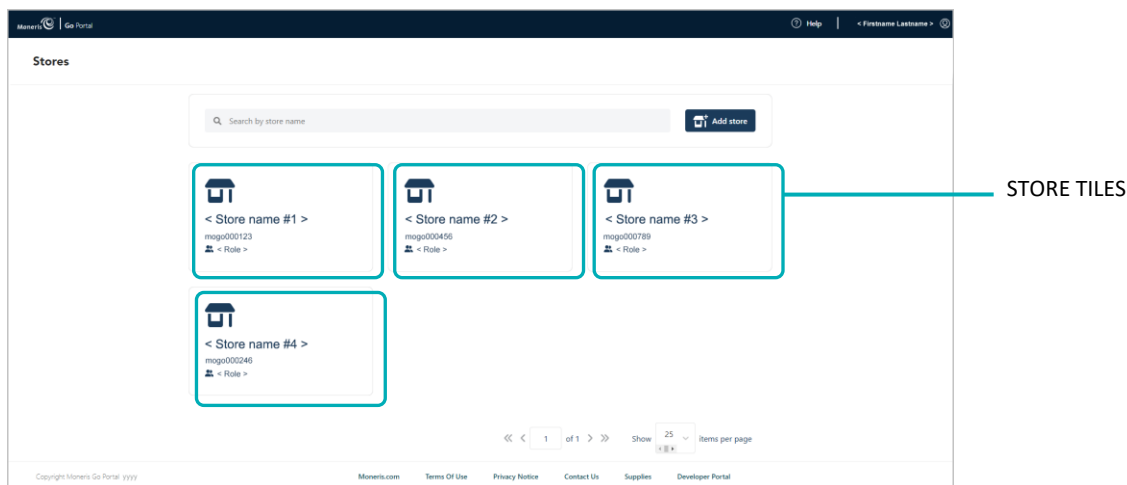 Moneris Go Portal
Help
< Firstname Lastname >
Stores
Search by store name
Add store
< Store name #1 >
mogo000123
< Role >
< Store name #2 >
mogo000456
< Role >
< Store name #3 >
mogo000789
< Role >
STORE TILES
< Store name #4 >
mogo000246
< Role >
1 of 1 Show 25 items per page
Copyright Moneris Go Portal yyyy
Moneris.com Terms Of Use Privacy Notice Contact Us Supplies Developer Portal